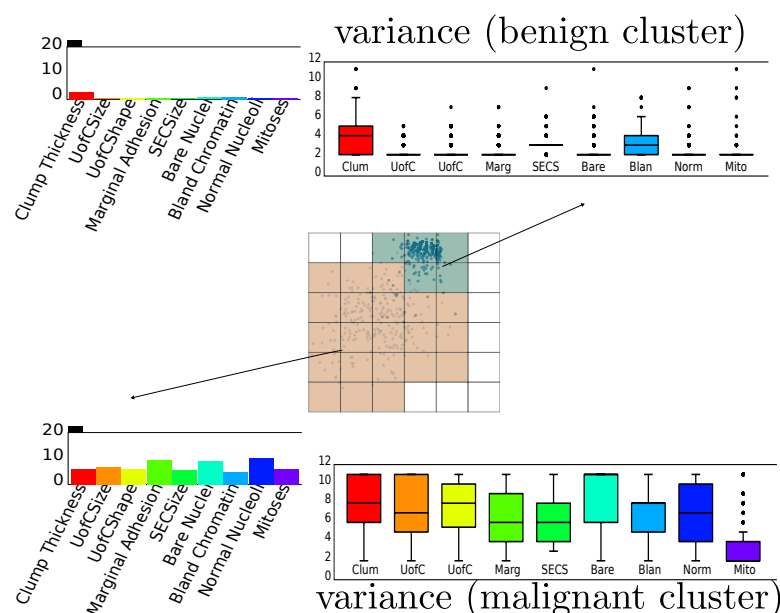 variance (benign cluster)
20
10
0
Clump Thickness
UofCSize
UofCShape
Marginal Adhesion
SECSize
Bare Nuclei
Bland Chromatin
Normal Nucleoli
Mitoses
12
10
8
6
4
2
0
Clum UofC UofC Marg SECS Bare Blan Norm Mito
20
10
0
Clump Thickness
UofCSize
UofCShape
Marginal Adhesion
SECSize
Bare Nuclei
Bland Chromatin
Normal Nucleoli
Mitoses
12
10
8
6
4
2
0
Clum UofC UofC Marg SECS Bare Blan Norm Mito
variance (malignant cluster)